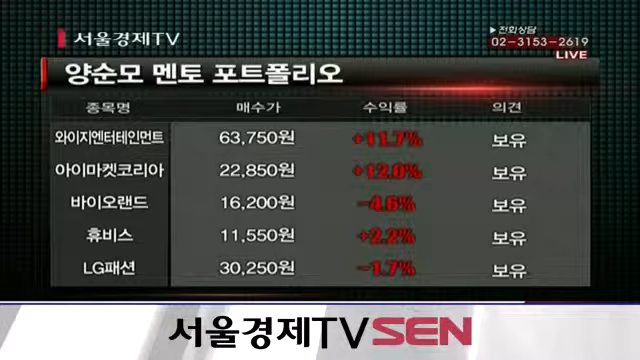 서울경제TV
▶전화상담
02-3153-2619
LIVE
양순모 멘토 포트폴리오
종목명 매수가 수익률 의견
와이지엔터테인먼트 63,750원 +11.7% 보유
아이마켓코리아 22,850원 +12.0% 보유
바이오랜드 16,200원 -4.6% 보유
휴비스 11,550원 +2.2% 보유
LG패션 30,250원 -1.7% 보유
서울경제TV SEN